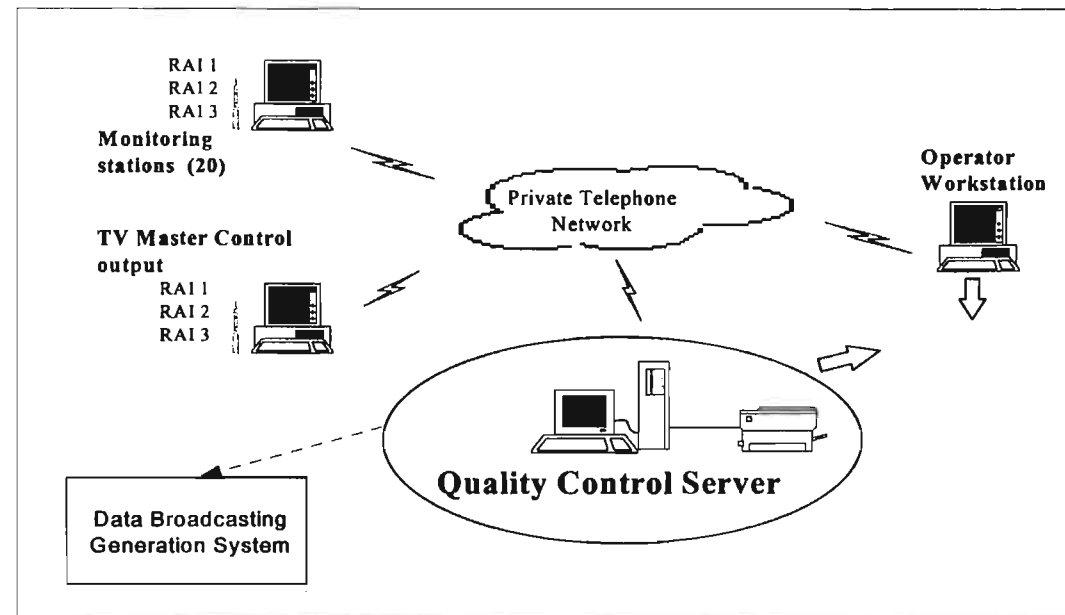 RAI 1
RAI 2
RAI 3
Monitoring
stations (20)
Private Telephone
Network
Operator
Workstation
TV Master Control
output
RAI 1
RAI 2
RAI 3
Quality Control Server
Data Broadcasting
Generation System